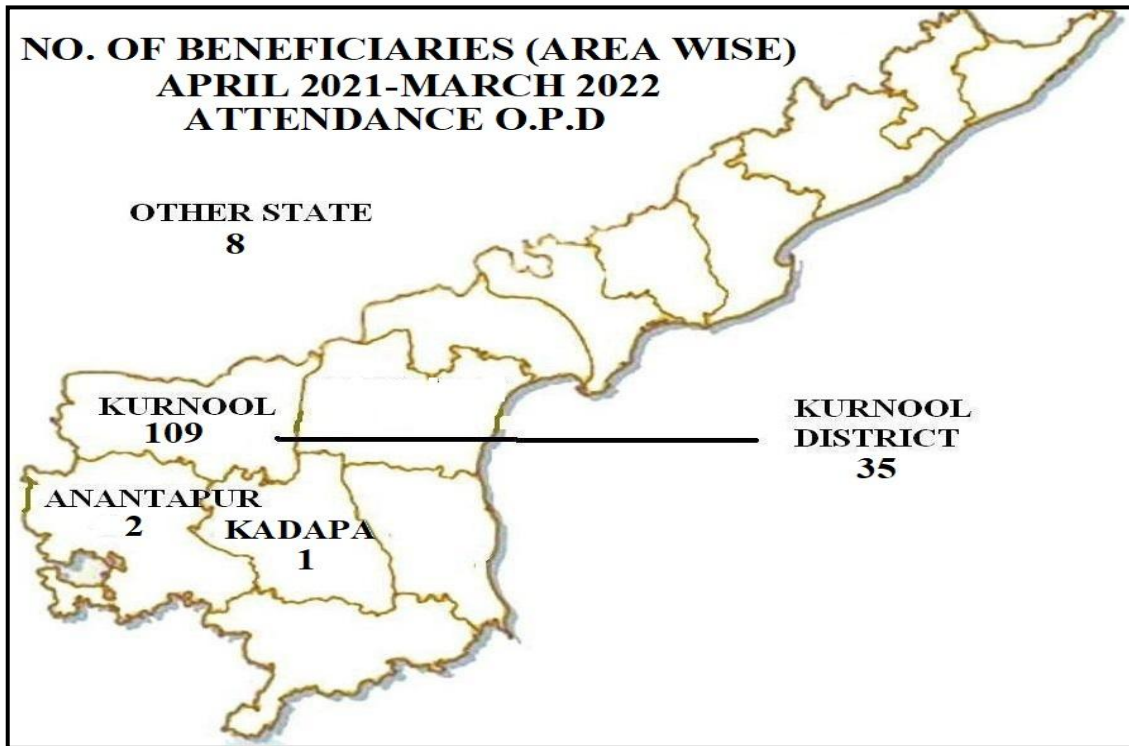 NO. OF BENEFICIARIES (AREA WISE)
APRIL 2021-MARCH 2022
ATTENDANCE O.P.D
OTHER STATE
8
KURNOOL
109
KURNOOL
DISTRICT
35
ANANTAPUR
2
KADAPA
1